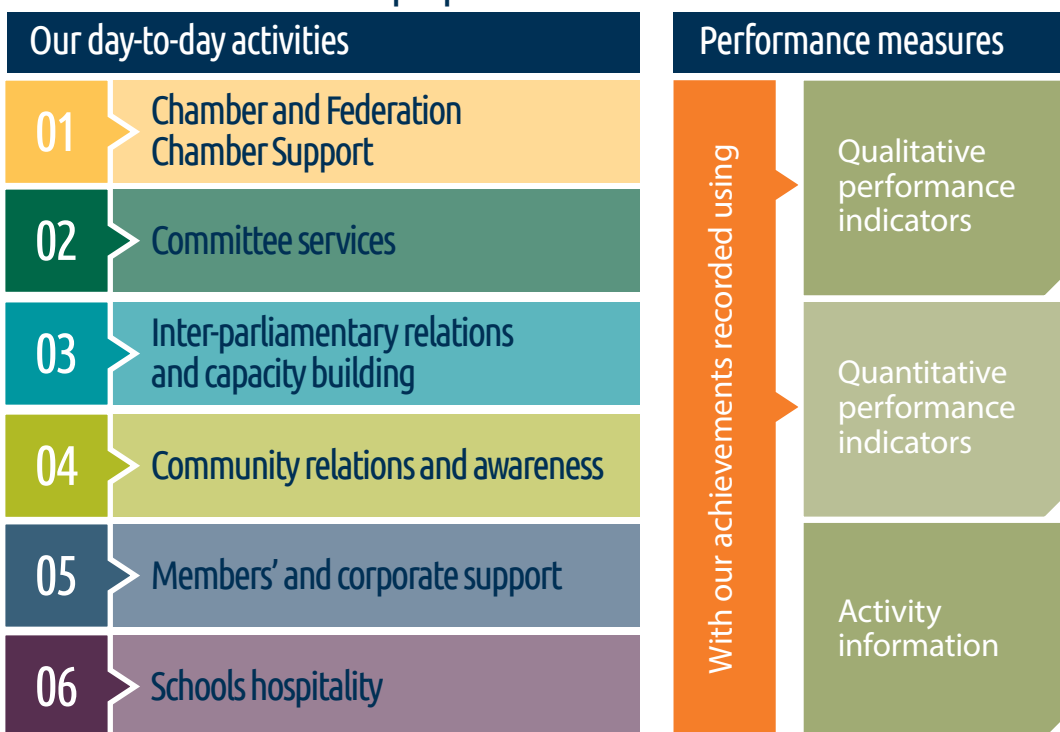 Our day-to-day activities
01
Chamber and Federation
Chamber Support
02
Committee services
03
Inter-parliamentary relations
and capacity building
04
Community relations and awareness
05
Members’ and corporate support
06
Schools hospitality
Performance measures
With our achievements recorded using
Qualitative
performance
indicators
Quantitative
performance
indicators
Activity
information